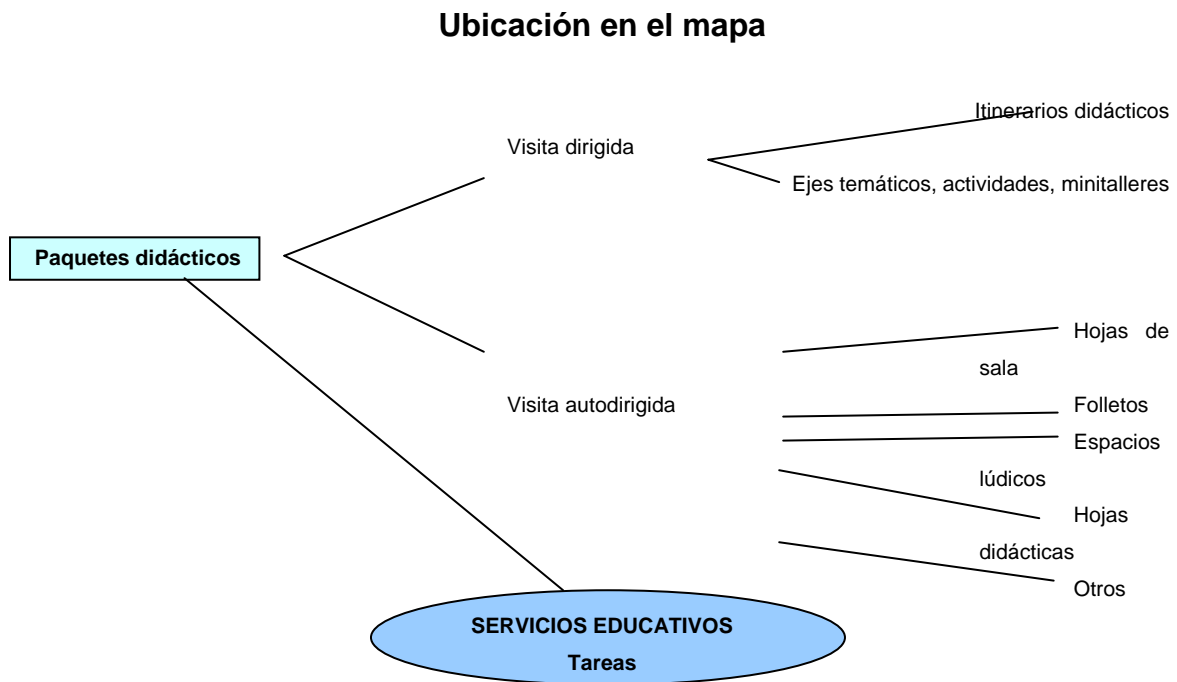 Ubicación en el mapa
Itinerarios didácticos
Visita dirigida
Ejes temáticos, actividades, minitalleres
Paquetes didácticos
Hojas de
sala
Visita autodirigida
Folletos
Espacios
lúdicos
Hojas
didácticas
Otros
SERVICIOS EDUCATIVOS
Tareas